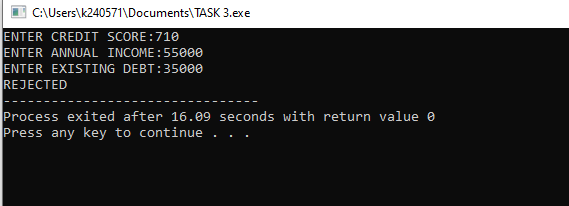 C:\Users\k240571\Documents\TASK 3.exe
ENTER CREDIT SCORE:710
ENTER ANNUAL INCOME:55000
ENTER EXISTING DEBT:35000
REJECTED
--------------------------------
Process exited after 16.09 seconds with return value 0
Press any key to continue . . .